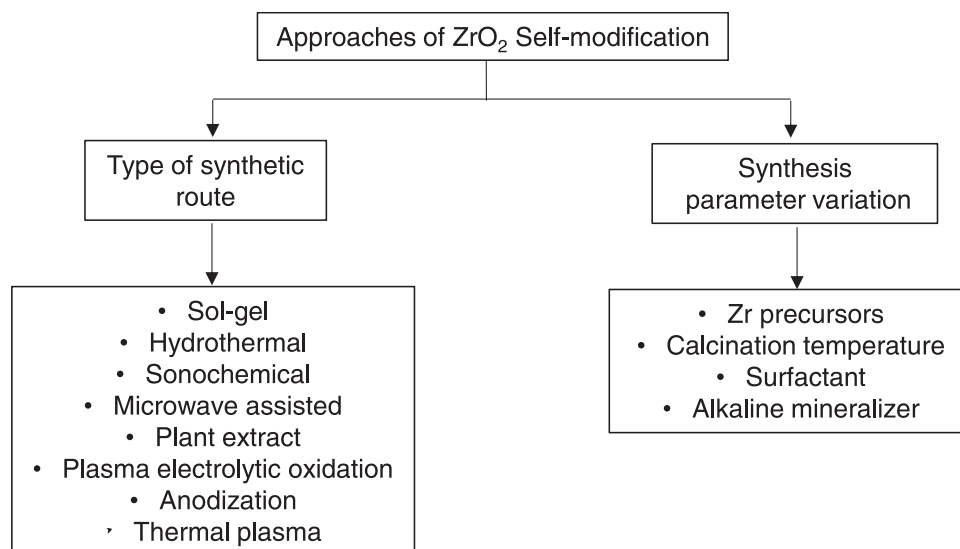 Approaches of ZrO₂ Self-modification
Type of synthetic
route
Synthesis
parameter variation
• Sol-gel
• Hydrothermal
• Sonochemical
• Microwave assisted
• Plant extract
• Plasma electrolytic oxidation
• Anodization
Thermal plasma
• Zr precursors
• Calcination temperature
• Surfactant
• Alkaline mineralizer